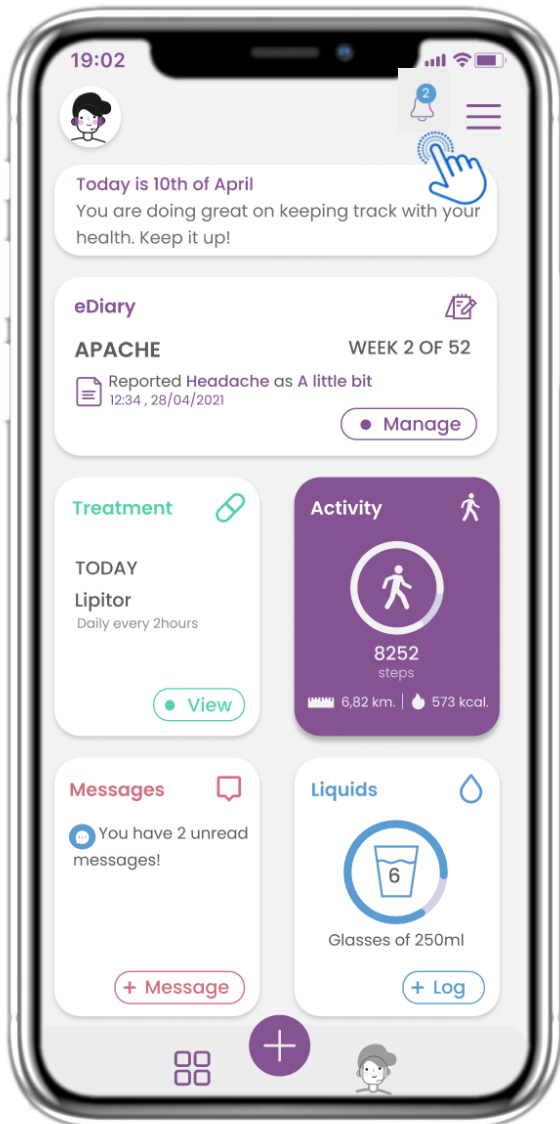 19:02
2
Today is 10th of April
You are doing great on keeping track with your
health. Keep it up!
eDiary
APACHE
WEEK 2 OF 52
Reported Headache as A little bit
12:34 , 28/04/2021
Manage
Treatment
TODAY
Lipitor
Daily every 2hours
View
Activity
8252
steps
6,82 km. | 573 kcal.
Messages
You have 2 unread
messages!
+ Message
Liquids
6
Glasses of 250ml
+ Log